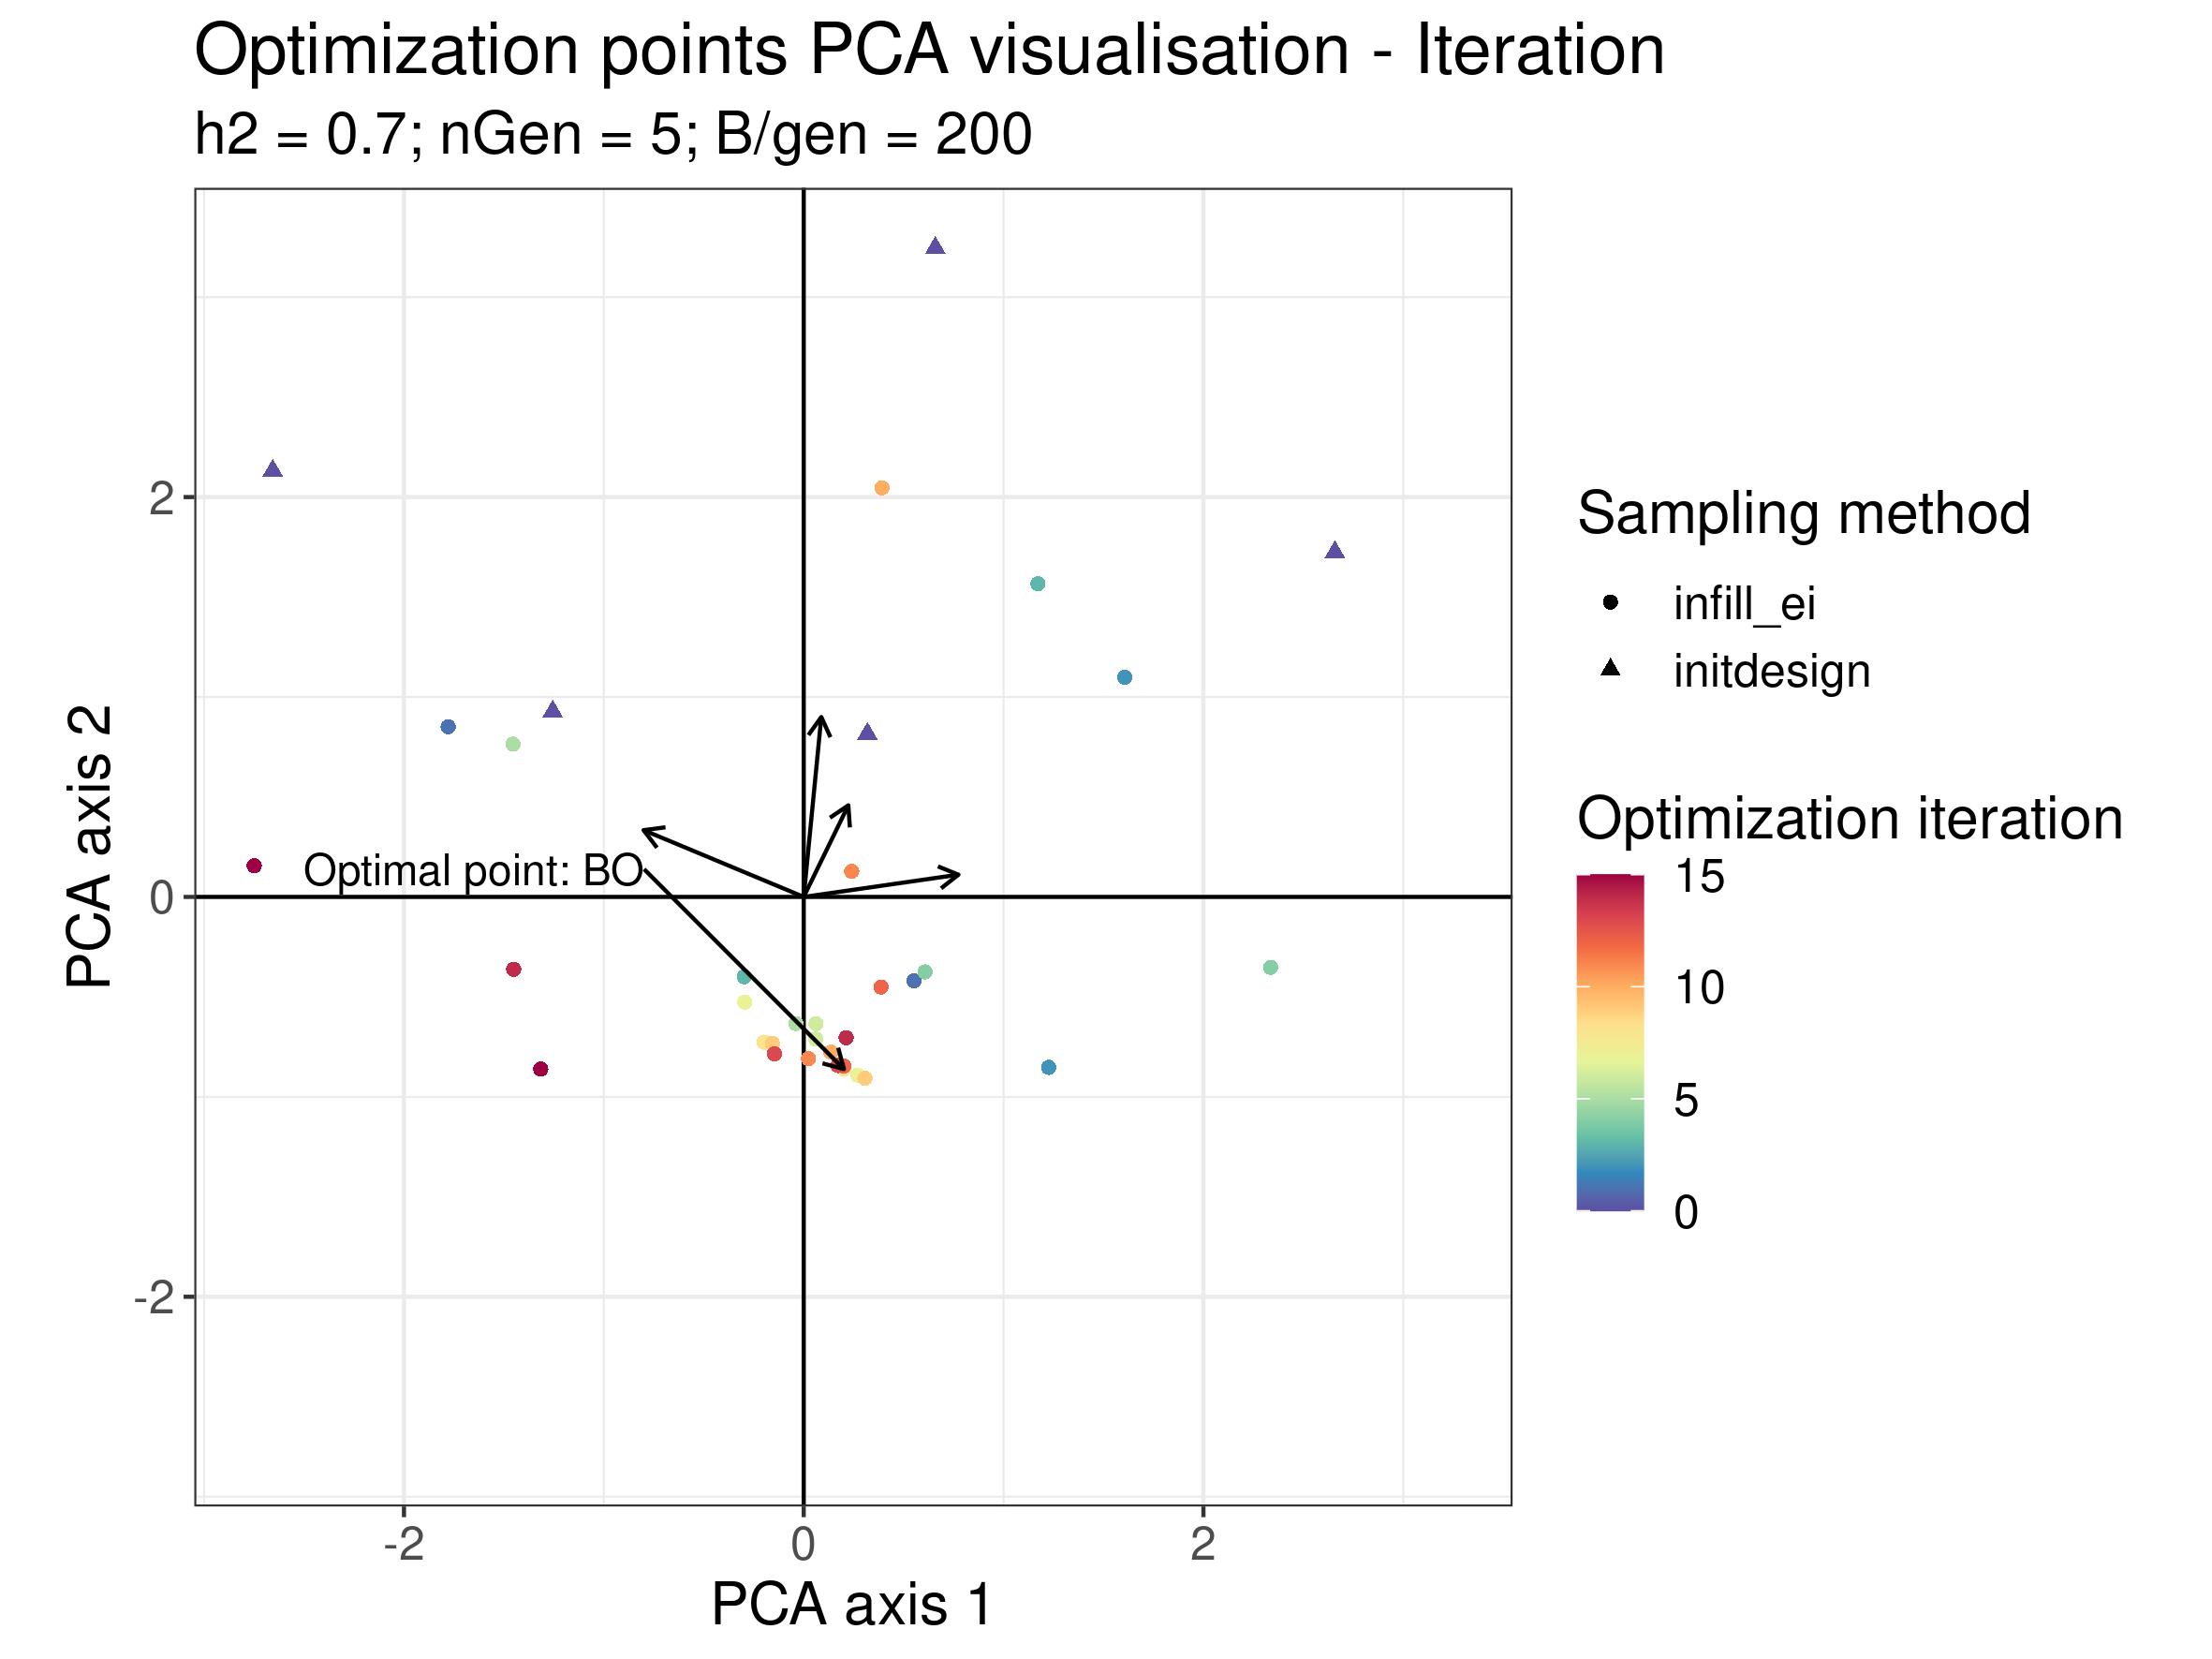 Optimization points PCA visualisation - Iteration
h2 = 0.7; nGen = 5; B/gen = 200
PCA axis 2
2
0
-2
Optimal point: BO
-2
0
2
PCA axis 1
Sampling method
infill_ei
initdesign
Optimization iteration
15
10
5
0